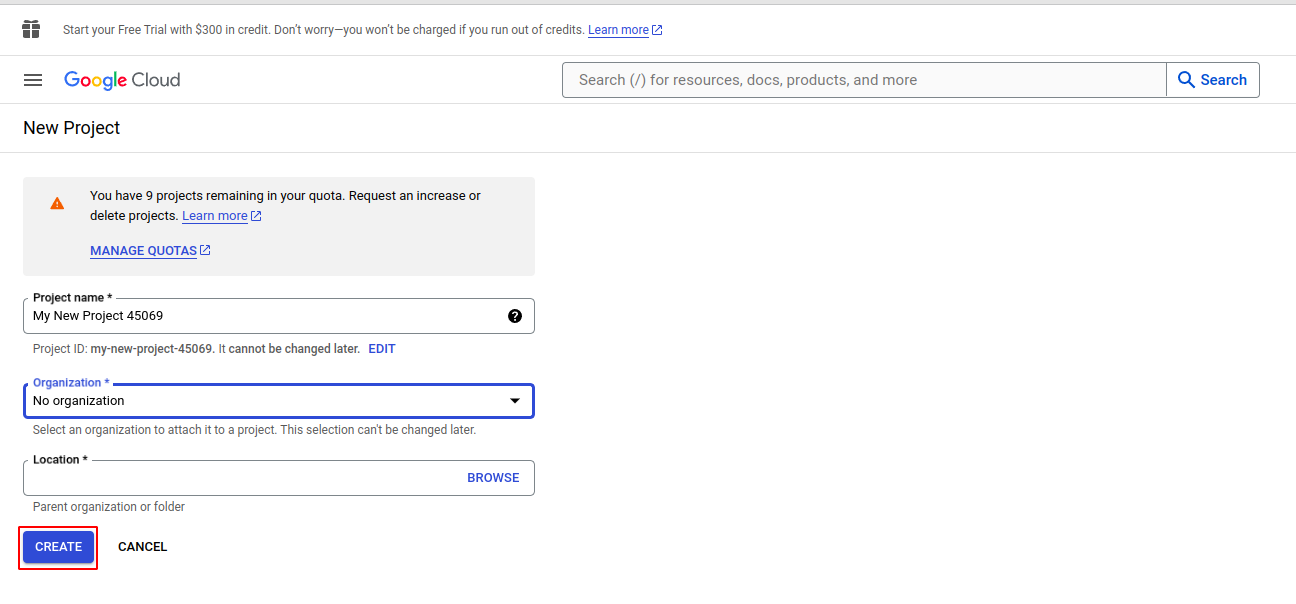 Start your Free Trial with $300 in credit. Don’t worry—you won’t be charged if you run out of credits. Learn more
Google Cloud
Search (/) for resources, docs, products, and more
Search
New Project
You have 9 projects remaining in your quota. Request an increase or
delete projects. Learn more
MANAGE QUOTAS
Project name *
My New Project 45069
Project ID: my-new-project-45069. It cannot be changed later. EDIT
Organization *
No organization
Select an organization to attach it to a project. This selection can't be changed later.
Location *
BROWSE
Parent organization or folder
CREATE
CANCEL